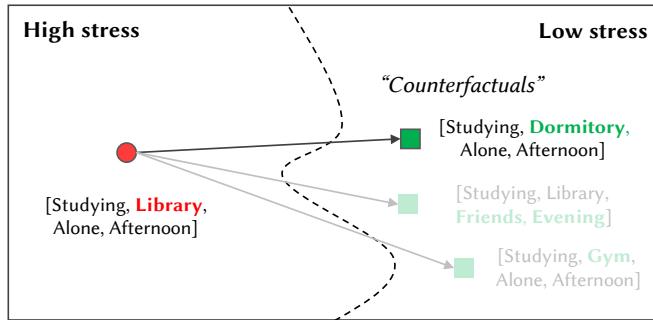 High stress
Low stress
“Counterfactuals”
[Studying, Dormitory,
Alone, Afternoon]
[Studying, Library,
Alone, Afternoon]
[Studying, Library,
Friends, Evening]
[Studying, Gym,
Alone, Afternoon]